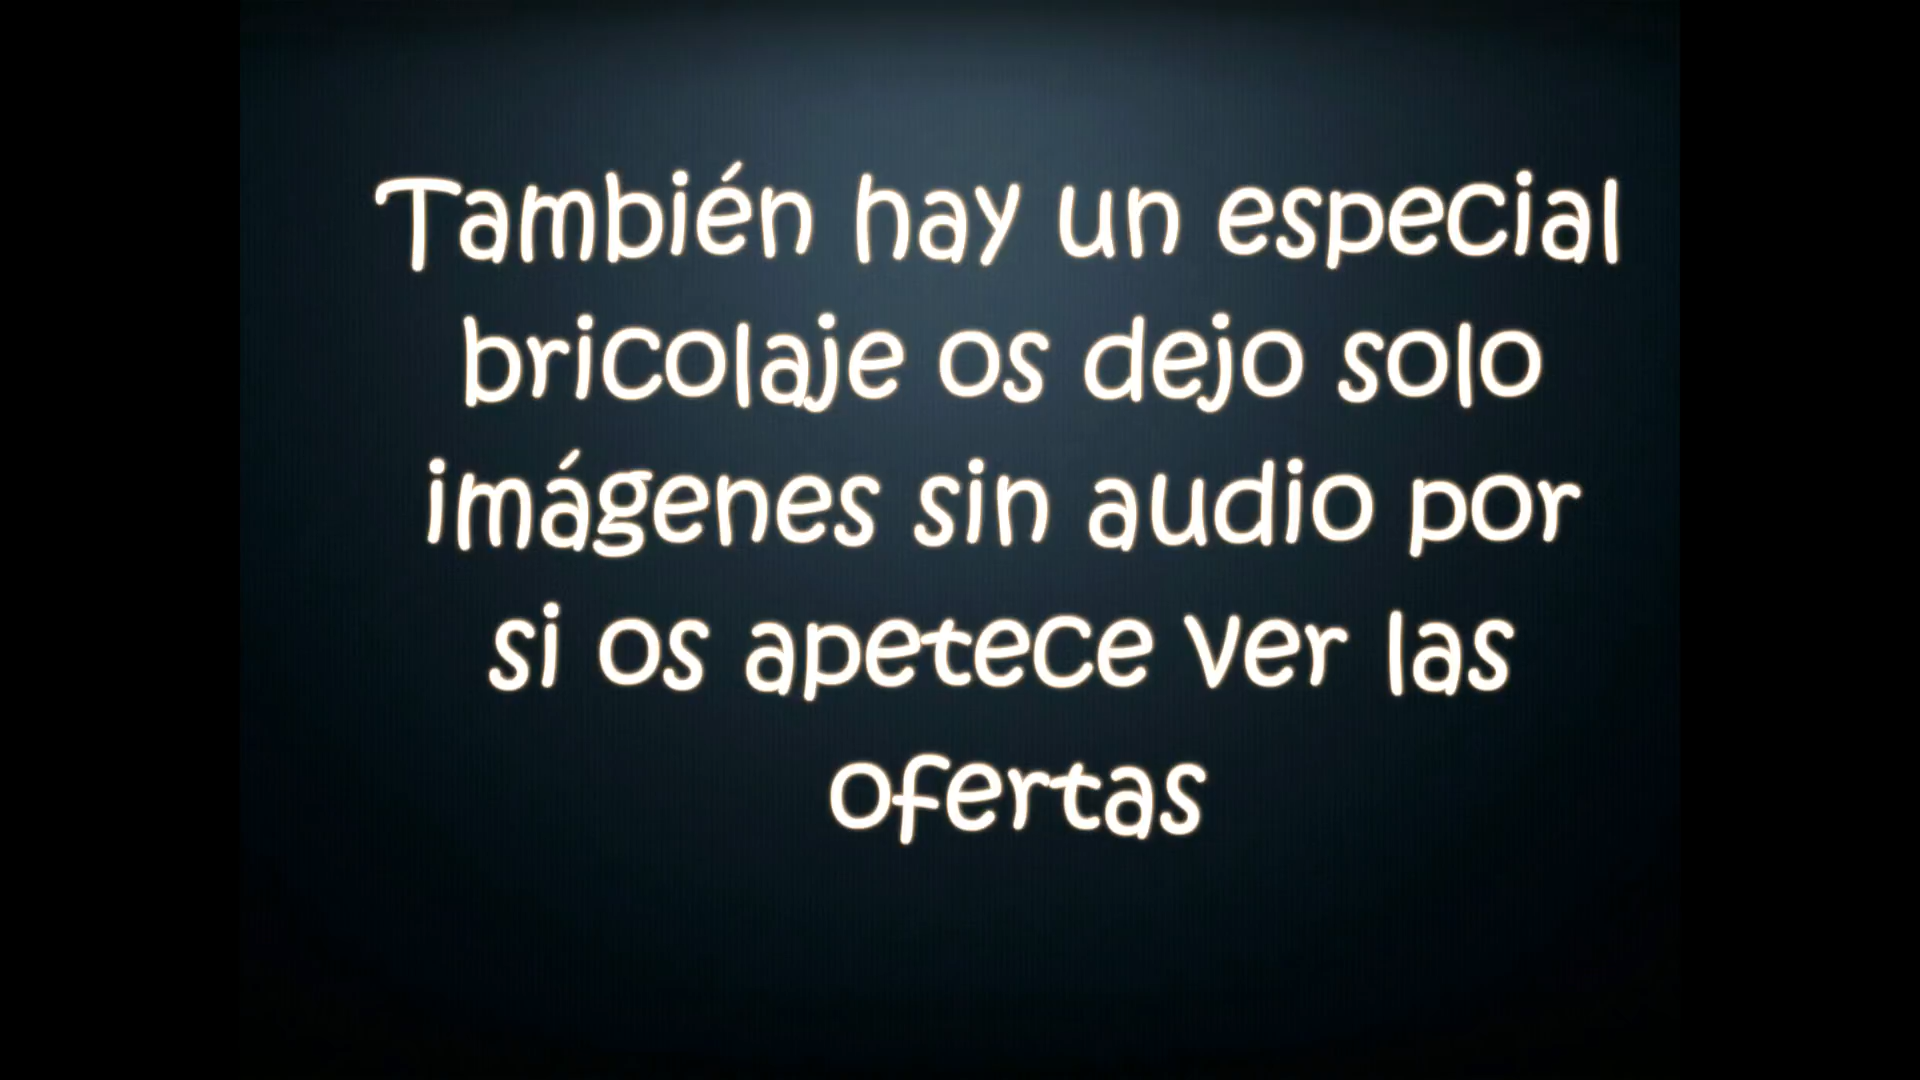 También hay un especial
bricolaje os dejo solo
imágenes sin audio por
si os apetece ver las
ofertas